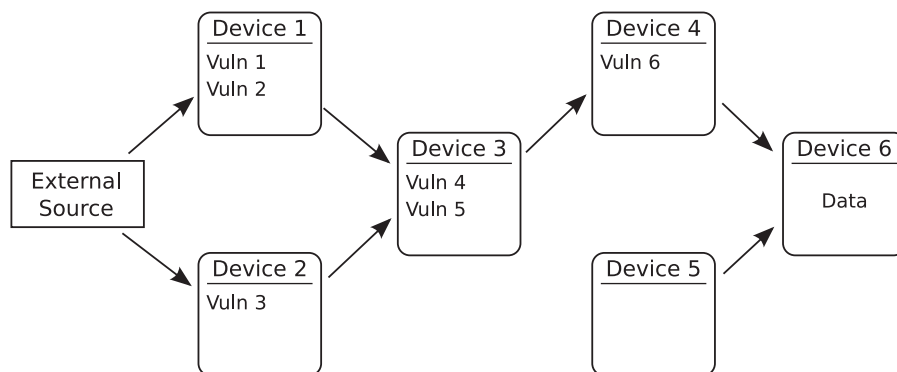 Device 1
Vuln 1
Vuln 2
Device 4
Vuln 6
External
Source
Device 3
Vuln 4
Vuln 5
Device 6
Data
Device 2
Vuln 3
Device 5